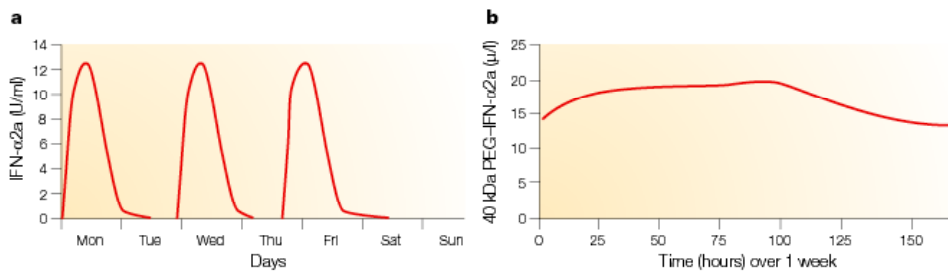 a
IFN-α2a (U/ml)
14
12
10
8
6
4
2
0
Mon Tue Wed Thu Fri Sat Sun
Days
b
40 kDa PEG–IFN-α2a (μ/l)
25
20
15
10
5
0
0 25 50 75 100 125 150
Time (hours) over 1 week